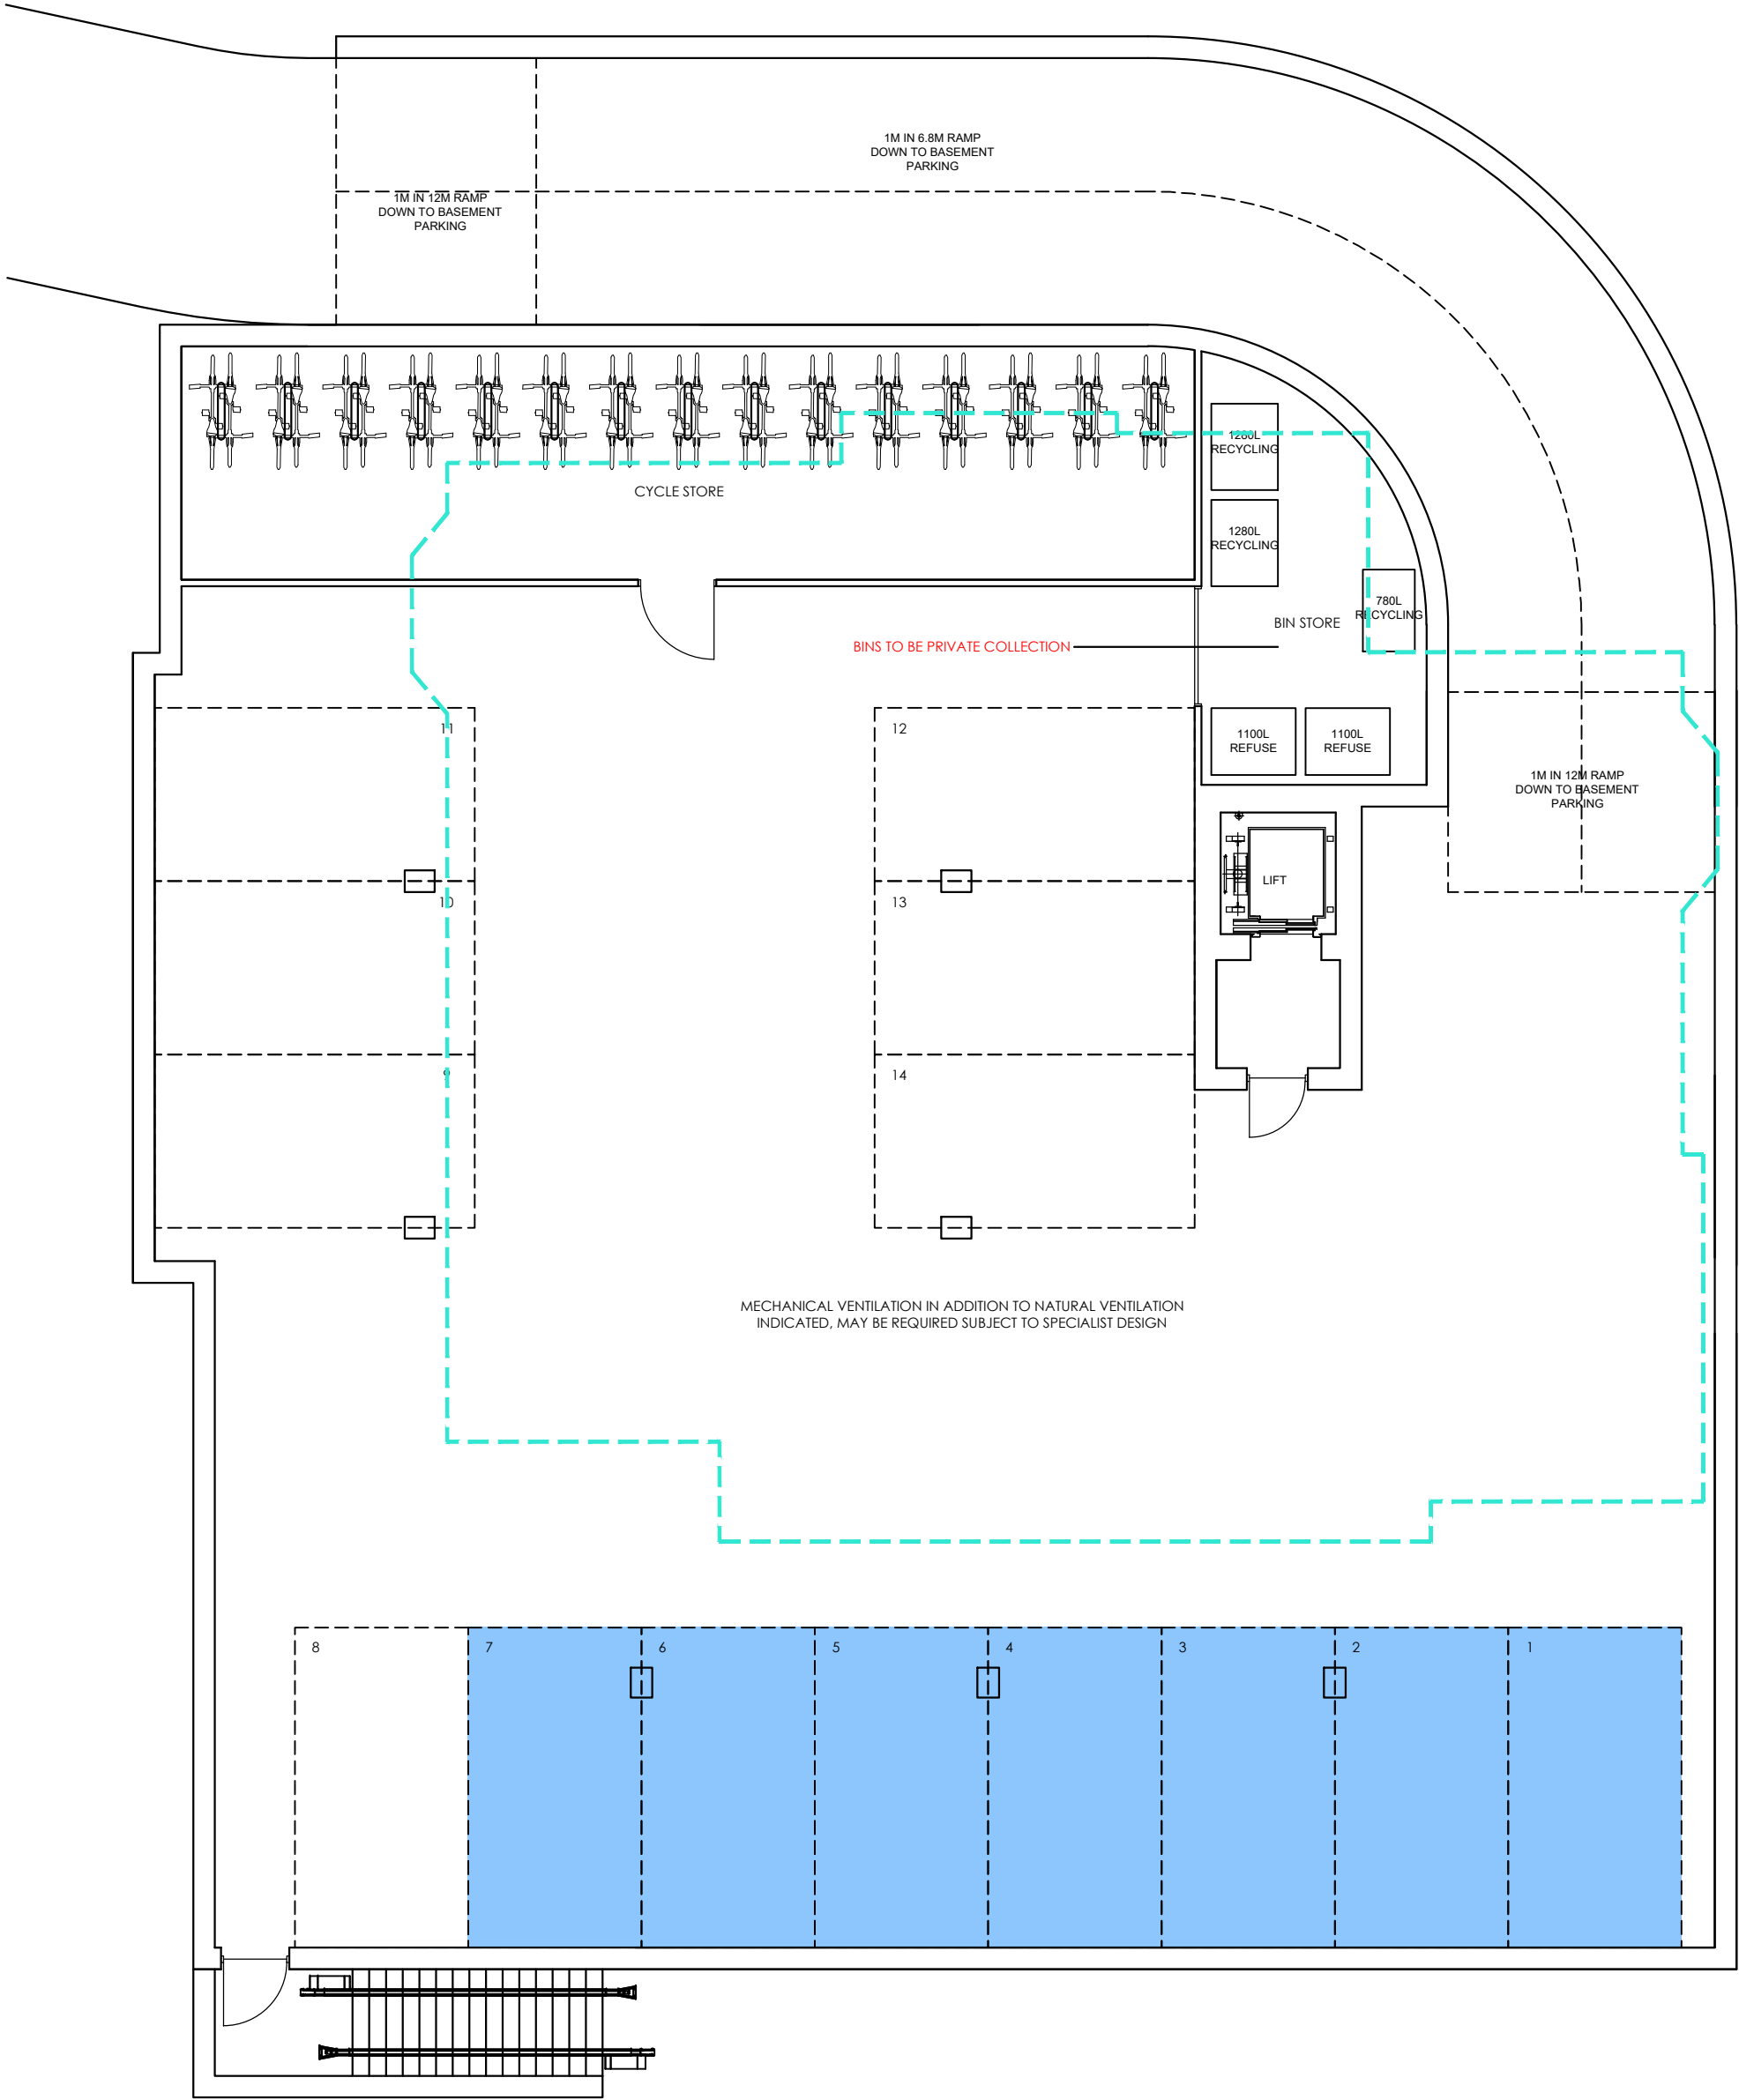 1M IN 6.8M RAMP
DOWN TO BASEMENT
PARKING
1M IN 12M RAMP
DOWN TO BASEMENT
PARKING
1280L
RECYCLING
CYCLE STORE
1280L
RECYCLING
780L
RECYCLING
BIN STORE
BINS TO BE PRIVATE COLLECTION
11
12
1100L
REFUSE
1100L
REFUSE
1M IN 12M RAMP
DOWN TO BASEMENT
PARKING
LIFT
10
13
9
14
MECHANICAL VENTILATION IN ADDITION TO NATURAL VENTILATION
INDICATED, MAY BE REQUIRED SUBJECT TO SPECIALIST DESIGN
8
7
6
5
4
3
2
1